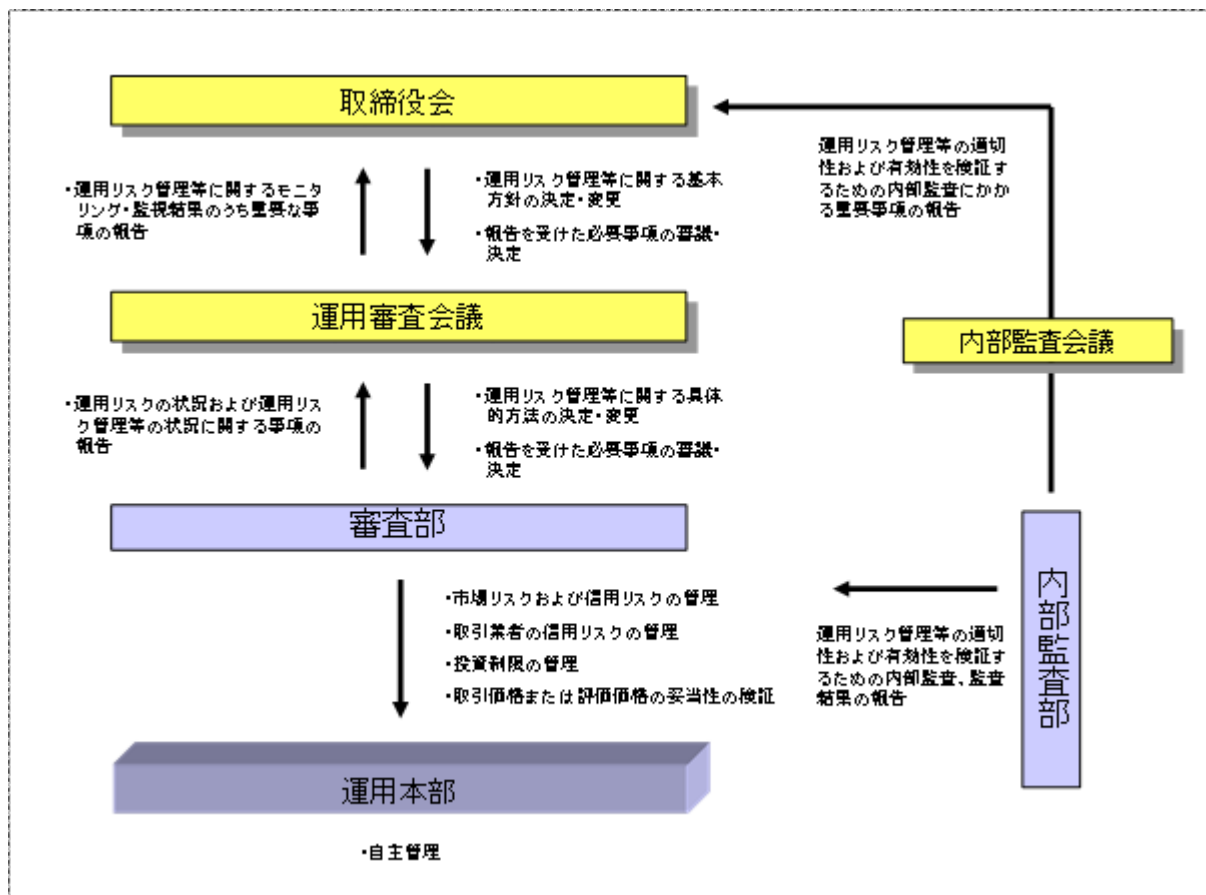 取締役会
・運用リスク管理等に関するモニ
タリング・監視結果のうち重要な事
項の報告
・運用リスク管理等に関する基本
方針の決定・変更
・報告を受けた必要事項の審議・
決定
運用リスク管理等の適切
性および有効性を検証す
るための内部監査にかか
る重要事項の報告
運用審査会議
内部監査会議
・運用リスクの状況および運用リス
ク管理等の状況に関する事項の
報告
・運用リスク管理等に関する具体
的方法の決定・変更
・報告を受けた必要事項の審議・
決定
審査部
内部監査部
・市場リスクおよび信用リスクの管理
・取引業者の信用リスクの管理
・投資制限の管理
・取引価格または評価価格の妥当性の検証
運用リスク管理等の適切
性および有効性を検証す
るための内部監査、監査
結果の報告
運用本部
・自主管理